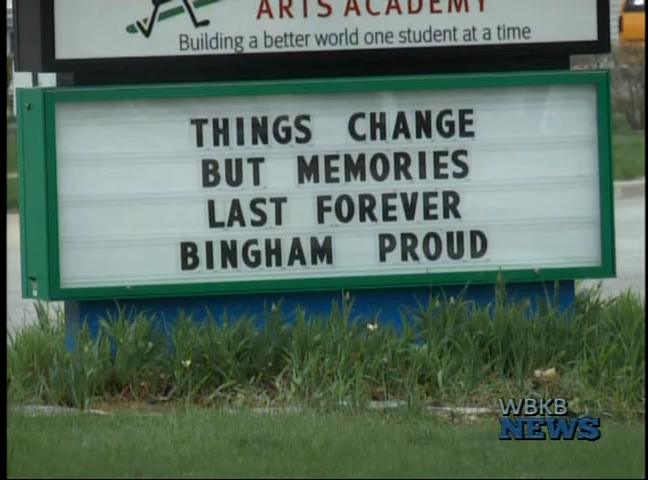 ARTS ACADEMY
Building a better world one student at a time
THINGS CHANGE
BUT MEMORIES
LAST FOREVER
BINGHAM PROUD
WBKB
NEWS